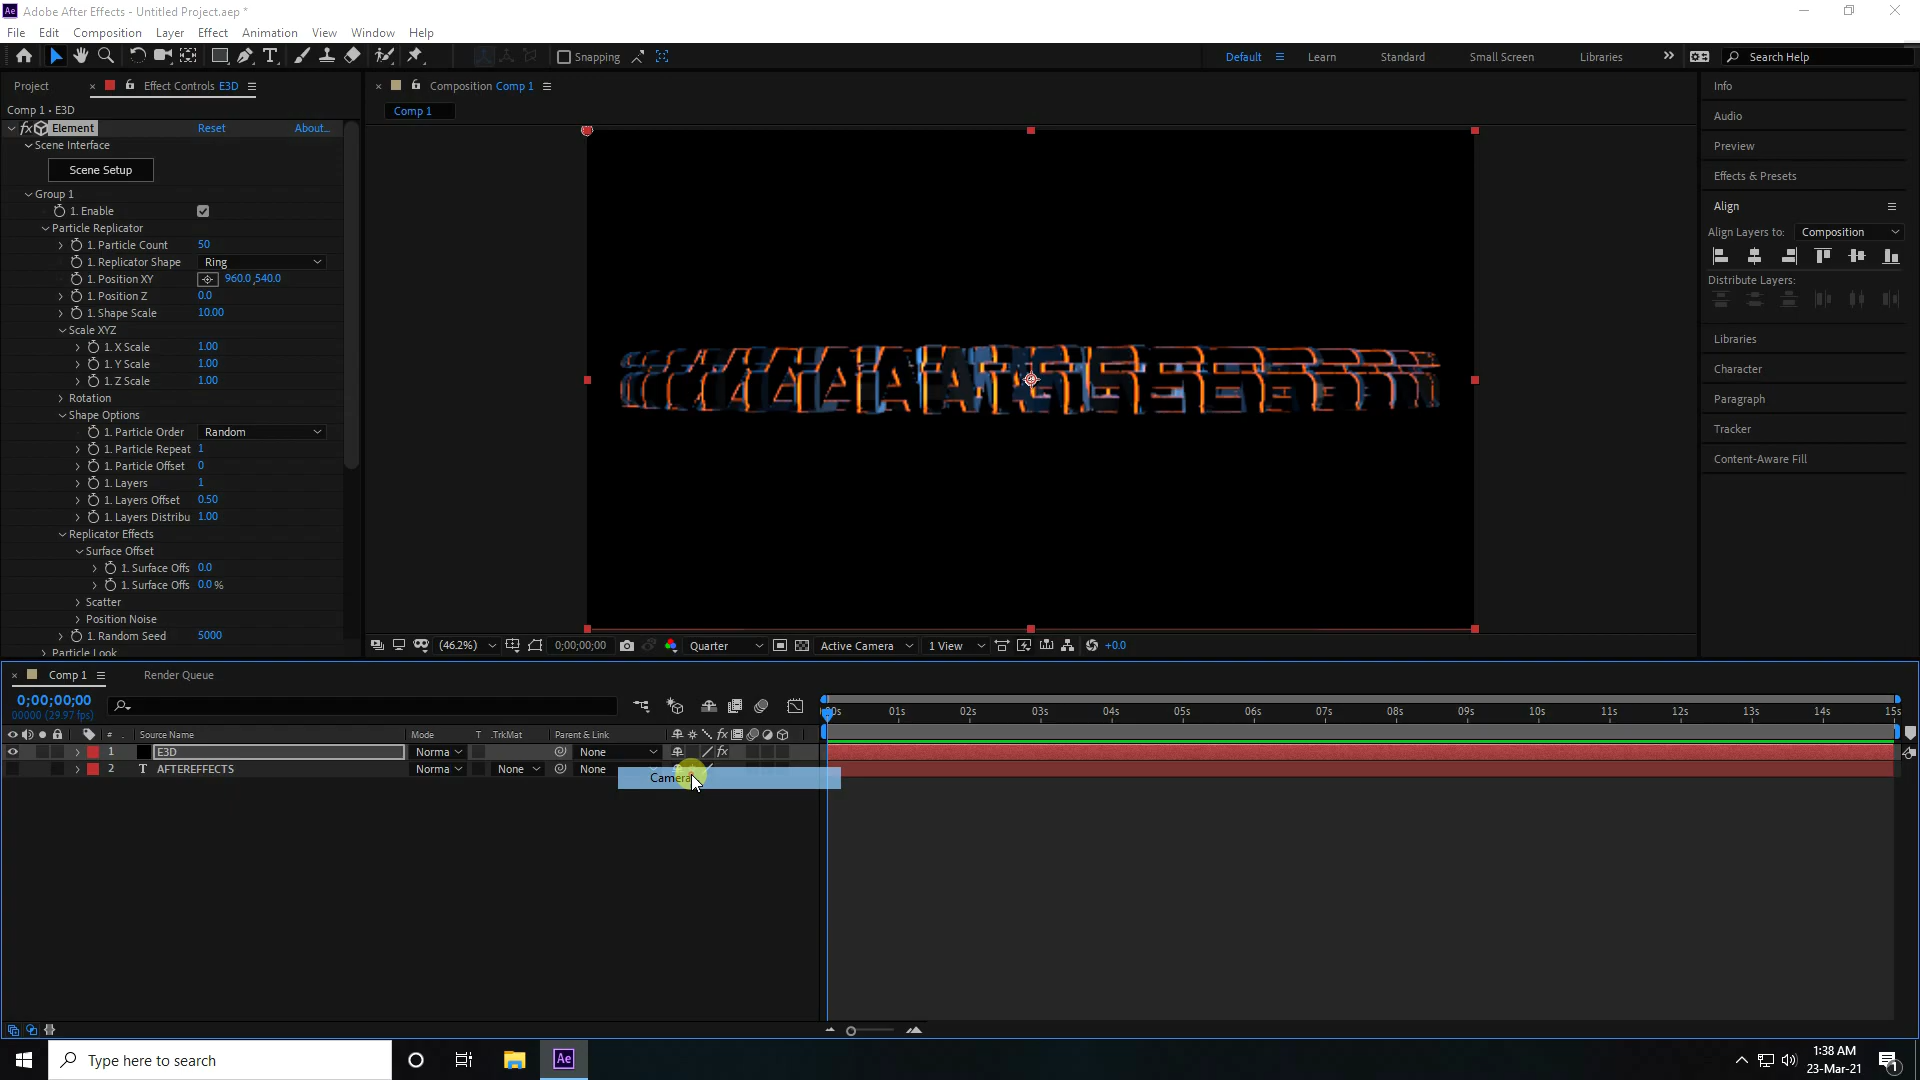 Adobe After Effects - Untitled Project.aep *
File Edit Composition Layer Effect Animation View Window Help
Snapping
Default Learn Standard Small Screen Libraries Search Help
Project Effect Controls E3D
Composition Comp 1
Comp 1 • E3D
Comp 1
Element Reset About...
Scene Interface
Scene Setup
Group 1
1. Enable
Particle Replicator
1. Particle Count 50
1. Replicator Shape Ring
1. Position XY 960.0,540.0
1. Position Z 0.0
1. Shape Scale 10.00
Scale XYZ
1. X Scale 1.00
1. Y Scale 1.00
1. Z Scale 1.00
Rotation
Shape Options
1. Particle Order Random
1. Particle Repeat 1
1. Particle Offset 0
1. Layers 1
1. Layers Offset 0.50
1. Layers Distribu 1.00
Replicator Effects
Surface Offset
1. Surface Offs 0.0
1. Surface Offs 0.0 %
Scatter
Position Noise
1. Random Seed 5000
Particle Look
(46.2%) 0;00;00;00 Quarter Active Camera 1 View +0.0
Info
Audio
Preview
Effects & Presets
Align
Align Layers to: Composition
Distribute Layers:
Libraries
Character
Paragraph
Tracker
Content-Aware Fill
Comp 1 Render Queue
0;00;00;00
00000 (29.97 fps)
00s 01s 02s 03s 04s 05s 06s 07s 08s 09s 10s 11s 12s 13s 14s 15s
# Source Name Mode T .TrkMat Parent & Link
1 E3D Norma None
2 T AFTEREFFECTS Norma None None
Camera
Type here to search
Ae
1:38 AM
23-Mar-21
1